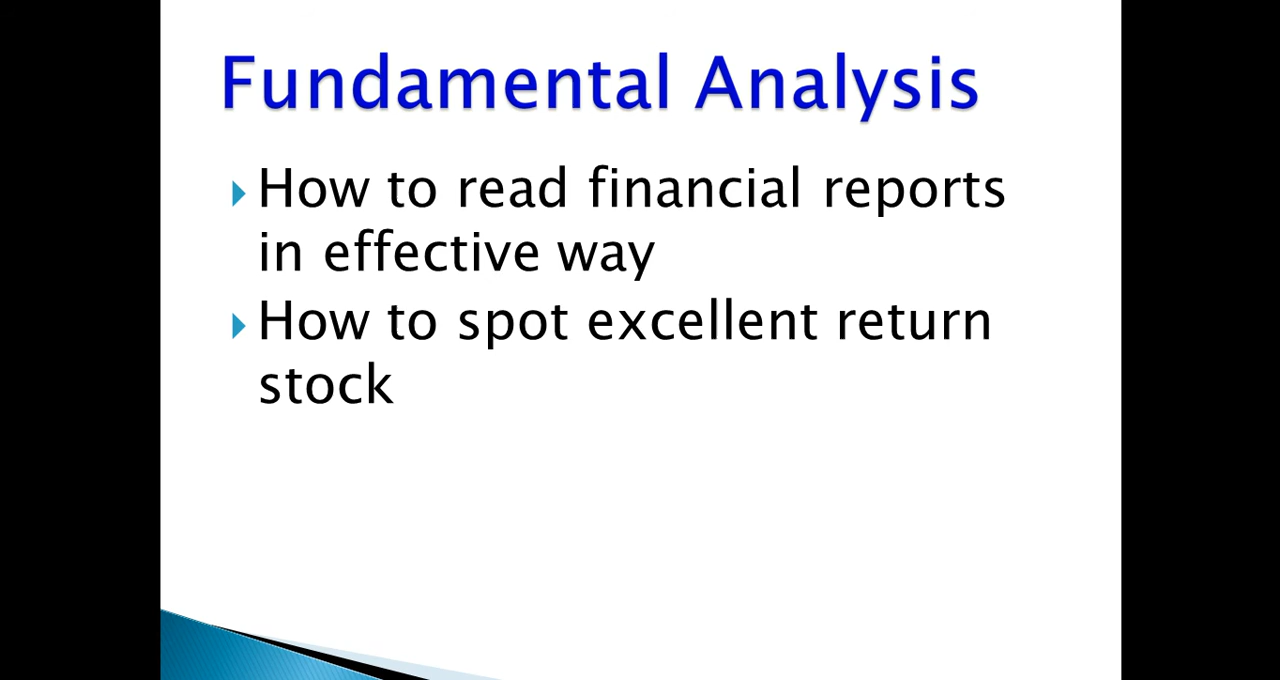 Fundamental Analysis
How to read financial reports
in effective way
How to spot excellent return
stock